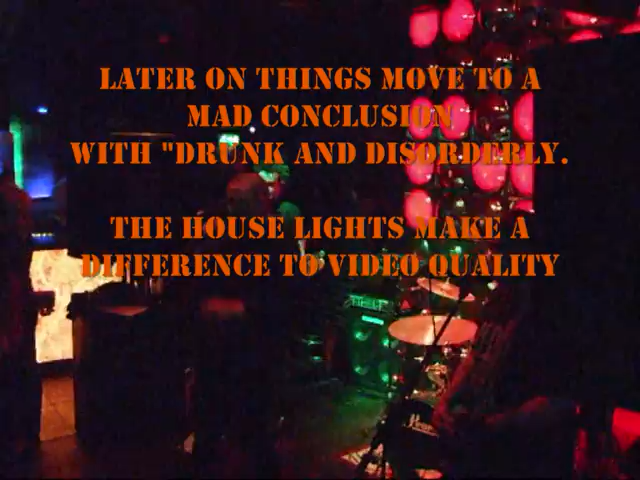 LATER ON THINGS MOVE TO A
MAD CONCLUSION
WITH "DRUNK AND DISORDERLY.
THE HOUSE LIGHTS MAKE A
DIFFERENCE TO VIDEO QUALITY